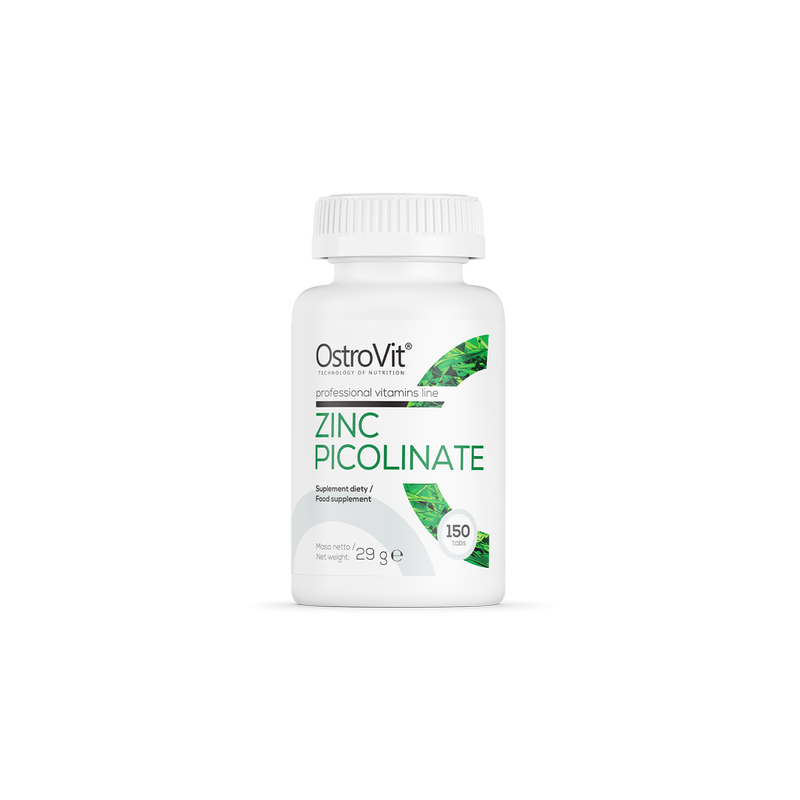 OstroVit®
TECHNOLOGY OF NUTRITION
professional vitamins line
ZINC
PICOLINATE
Suplement diety /
Food supplement
150
tabs
Masa netto /
Net weight: 29 g ℮